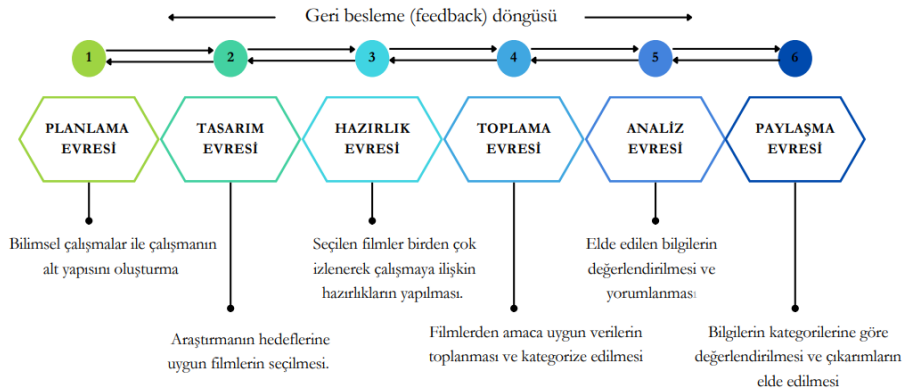 Geri besleme (feedback) döngüsü
1
2
3
4
5
6
PLANLAMA
EVRESİ
TASARIM
EVRESİ
HAZIRLIK
EVRESİ
TOPLAMA
EVRESİ
ANALİZ
EVRESİ
PAYLAŞMA
EVRESİ
Bilimsel çalışmalar ile çalışmanın
alt yapısını oluşturma
Seçilen filmler birden çok
izlenerek çalışmaya ilişkin
hazırlıkların yapılması.
Elde edilen bilgilerin
değerlendirilmesi ve
yorumlanması
Araştırmanın hedeflerine
uygun filmlerin seçilmesi.
Filmlerden amaca uygun verilerin
toplanması ve kategorize edilmesi
Bilgilerin kategorilerine göre
değerlendirilmesi ve çıkarımların
elde edilmesi